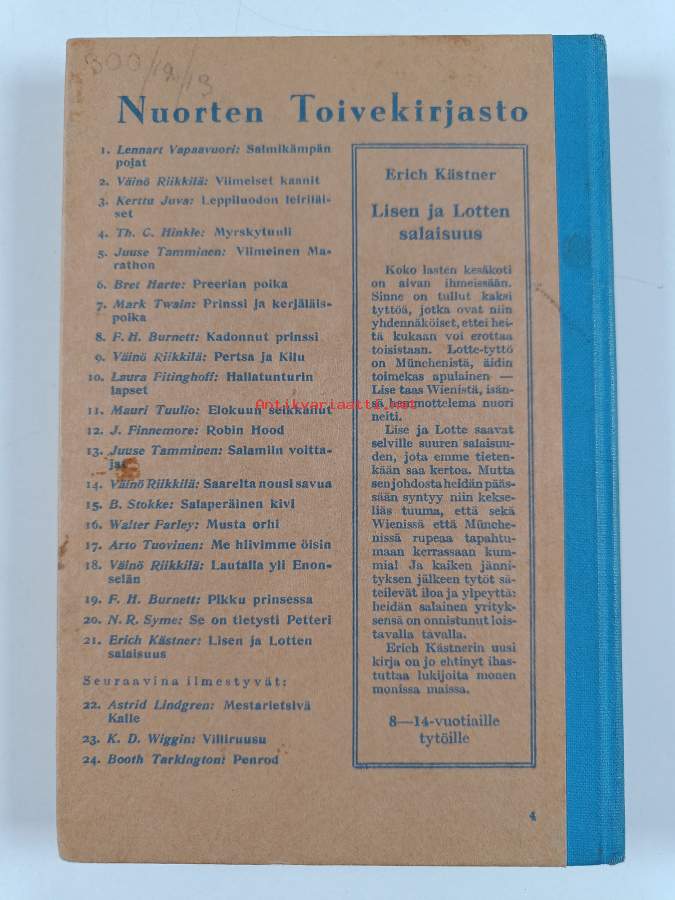 300/19/13
Nuorten Toivekirjasto
1. Lennart Vapaavuori: Salmikämpän
pojat
2. Väinö Riikkilä: Viimeiset kaanit
3. Kerttu Juva: Leppiluodon leiriläi-
set
4. Th. C. Hinkle: Myrskytuuli
5. Juuse Tamminen: Viimeinen Ma-
rathon
6. Bret Harte: Preerian poika
7. Mark Twain: Prinssi ja kerjäläis-
poika
8. F. H. Burnett: Kadonnut prinssi
9. Väinö Riikkilä: Pertsa ja Kilu
10. Laura Fitinghoff: Hallatunturin
lapset
11. Mauri Tuulio: Elokuun seikkailut
12. J. Finnemore: Robin Hood
13. Juuse Tamminen: Salamiin voitta-
jat
14. Väinö Riikkilä: Saarelta nousi savua
15. B. Stokke: Salaperäinen kivi
16. Walter Farley: Musta orhi
17. Arto Tuovinen: Me hiivimme öisin
18. Väinö Riikkilä: Lautalla yli Enon-
selän
19. F. H. Burnett: Pikku prinsessa
20. N. R. Syme: Se on tietysti Petteri
21. Erich Kästner: Lisen ja Lotten
salaisuus
Seuraavina ilmestyvät:
22. Astrid Lindgren: Mestarietsivä
Kalle
23. K. D. Wiggin: Villiruusu
24. Booth Tarkington: Penrod
Erich Kästner
Lisen ja Lotten
salaisuus
Koko lasten kesäkoti
on aivan ihmeissään.
Sinne on tullut kaksi
tyttöä, jotka ovat niin
yhdennäköiset, ettei hei-
tä kukaan voi erottaa
toisistaan. Lotte-tyttö
on Münchenistä, äidin
toimekas apulainen —
Lise taas Wienistä, isän-
sä hemmottelema nuori
neiti.
Lise ja Lotte saavat
selville suuren salaisuu-
den, jota emme tieten-
kään saa kertoa. Mutta
sen johdosta heidän pääs-
sään syntyy niin kekse-
liäs tuuma, että sekä
Wienissä että Münche-
nissä rupeaa tapahtu-
maan kerrassaan kum-
mia! Ja kaiken jänni-
tyksen jälkeen tytöt sä-
teilevät iloa ja ylpeyttä:
heidän salainen yrityk-
sensä on onnistunut lois-
tavalla tavalla.
Erich Kästnerin uusi
kirja on jo ehtinyt ihas-
tuttaa lukijoita monen
monissa maissa.
8—14-vuotiaille
tytöille
4
Antikvariaatti.net